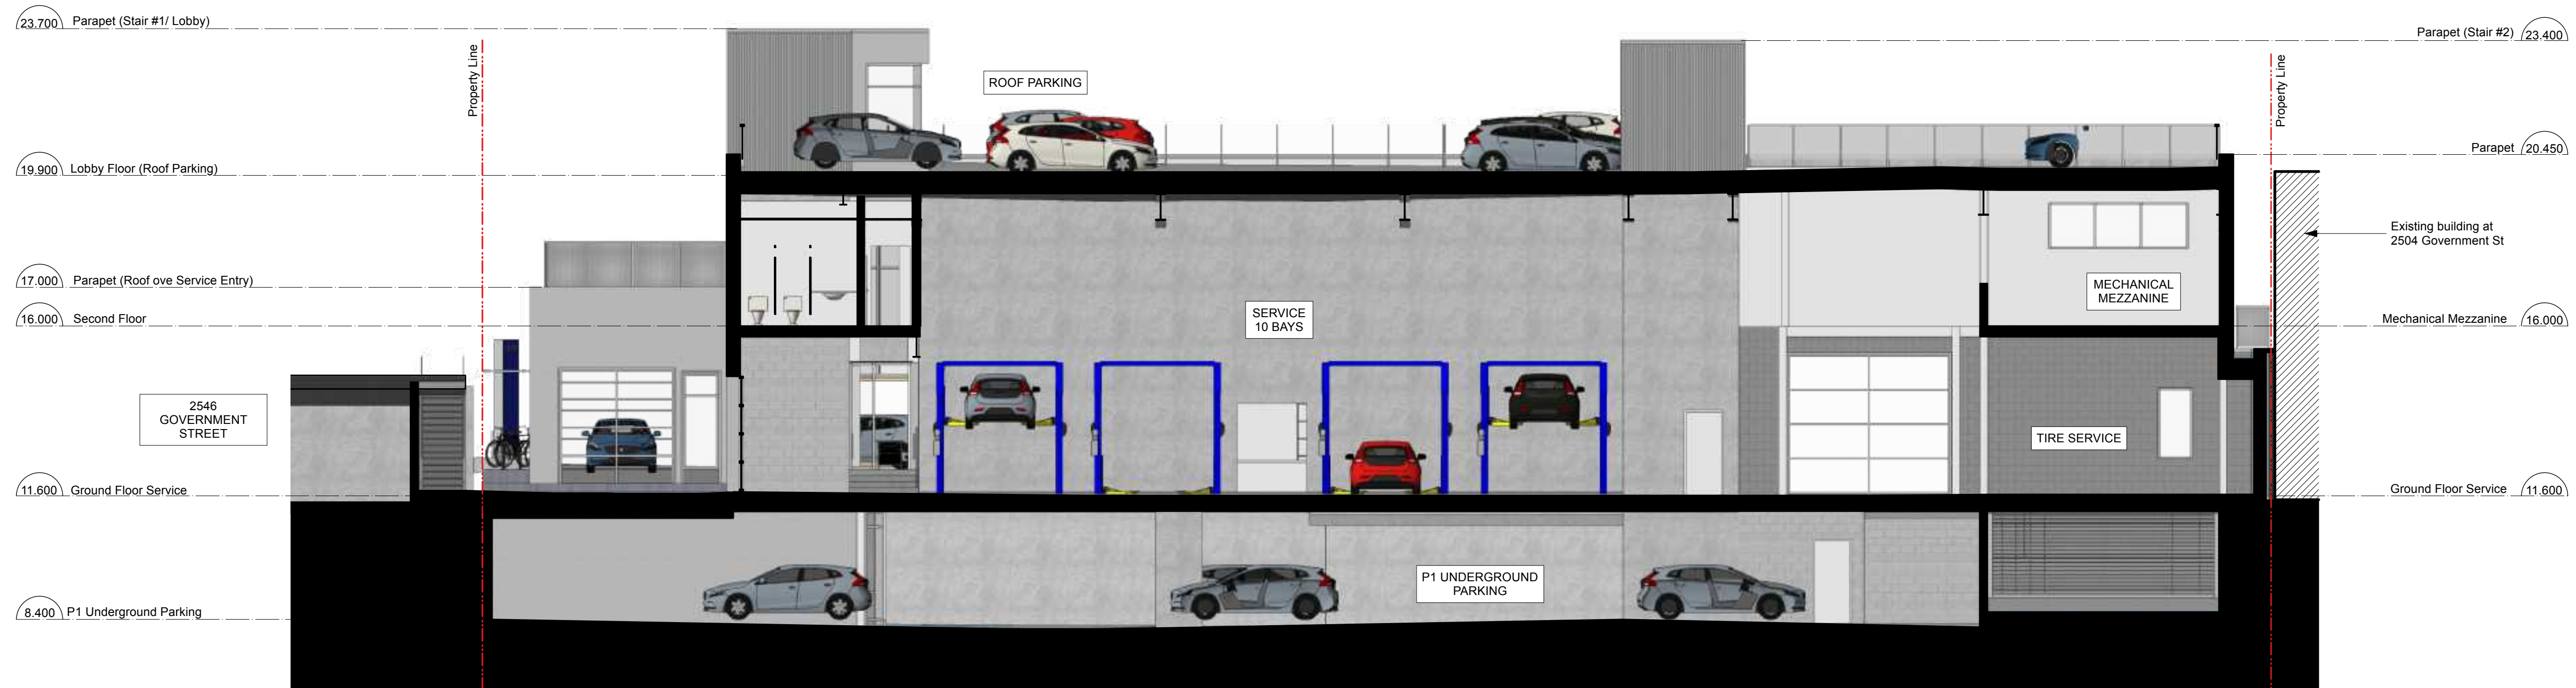 23.700 Parapet (Stair #1/ Lobby)
Parapet (Stair #2) 23.400
Property Line
Property Line
ROOF PARKING
19.900 Lobby Floor (Roof Parking)
Parapet 20.450
Existing building at
2504 Government St
17.000 Parapet (Roof ove Service Entry)
MECHANICAL
MEZZANINE
16.000 Second Floor
SERVICE
10 BAYS
Mechanical Mezzanine 16.000
2546
GOVERNMENT
STREET
TIRE SERVICE
11.600 Ground Floor Service
Ground Floor Service 11.600
P1 UNDERGROUND
PARKING
8.400 P1 Underground Parking